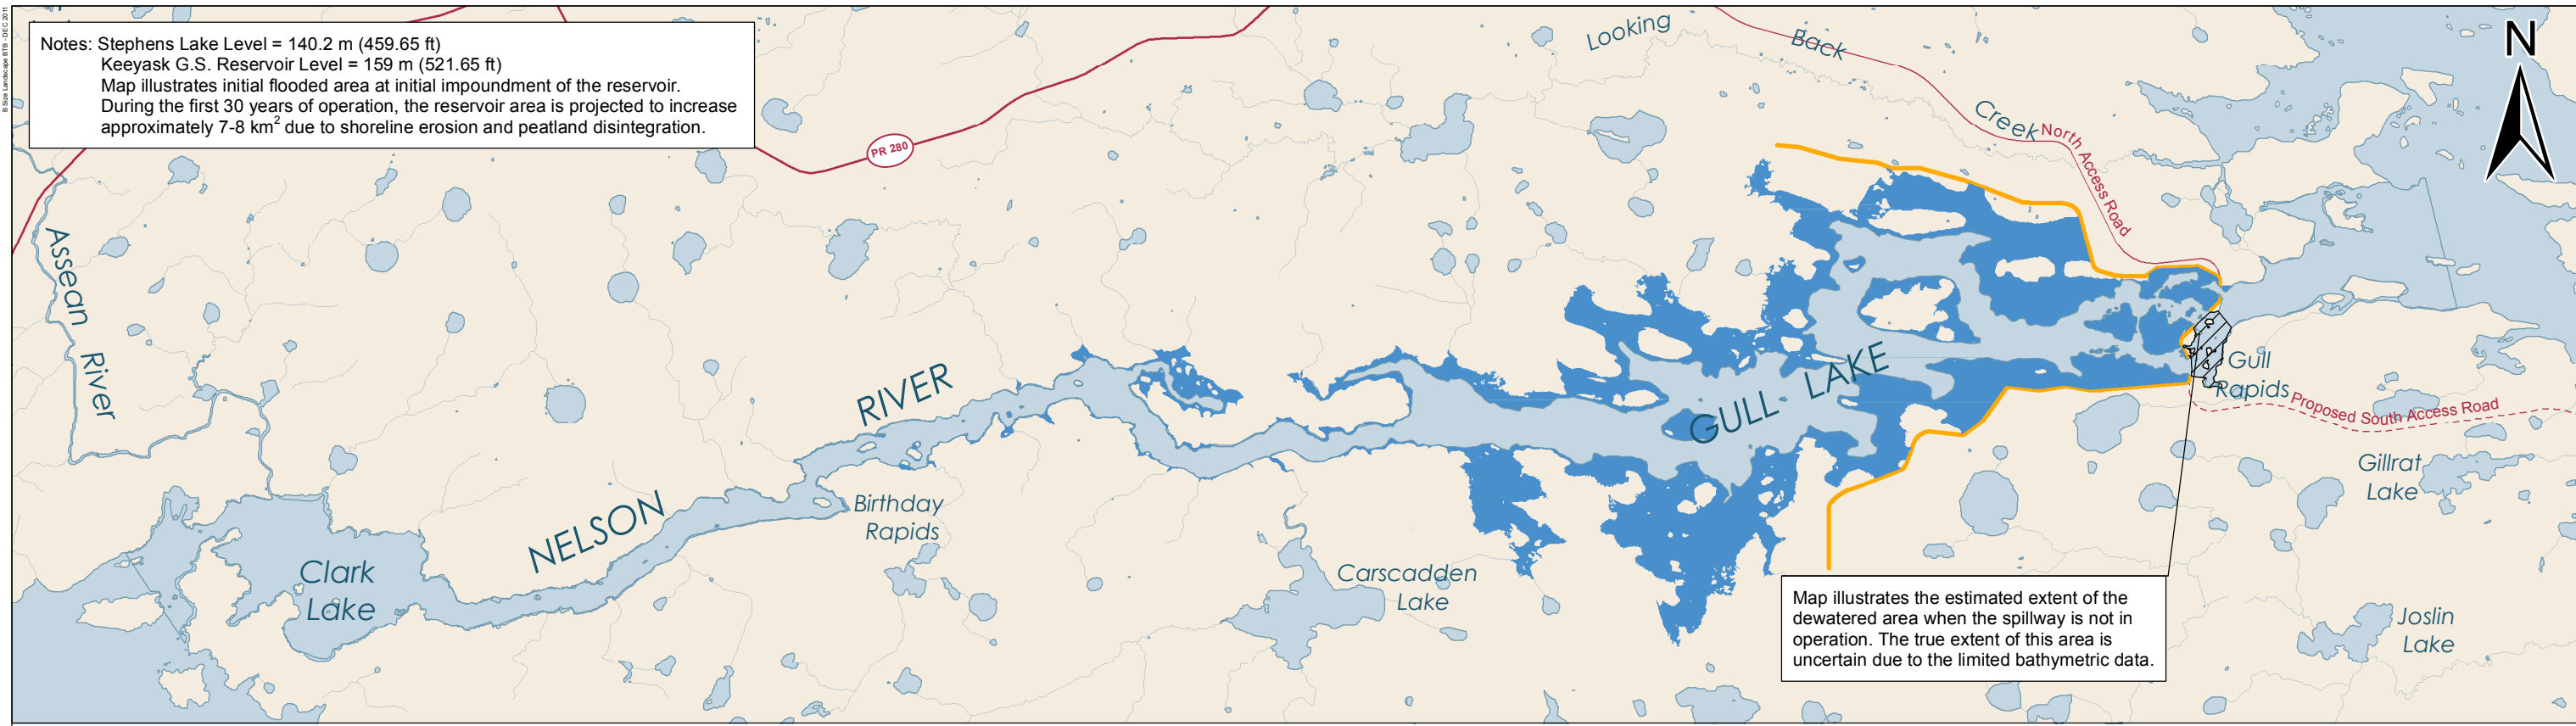 B Size Landscape BTB - DEC 2011
Notes: Stephens Lake Level = 140.2 m (459.65 ft)
Keeyask G.S. Reservoir Level = 159 m (521.65 ft)
Map illustrates initial flooded area at initial impoundment of the reservoir.
During the first 30 years of operation, the reservoir area is projected to increase
approximately 7-8 km² due to shoreline erosion and peatland disintegration.
PR 280
Looking
Back
Creek
North Access Road
N
Assean
River
RIVER
NELSON
Birthday
Rapids
Clark
Lake
GULL LAKE
Gull
Rapids
Proposed South Access Road
Gillrat
Lake
Carscadden
Lake
Joslin
Lake
Map illustrates the estimated extent of the
dewatered area when the spillway is not in
operation. The true extent of this area is
uncertain due to the limited bathymetric data.